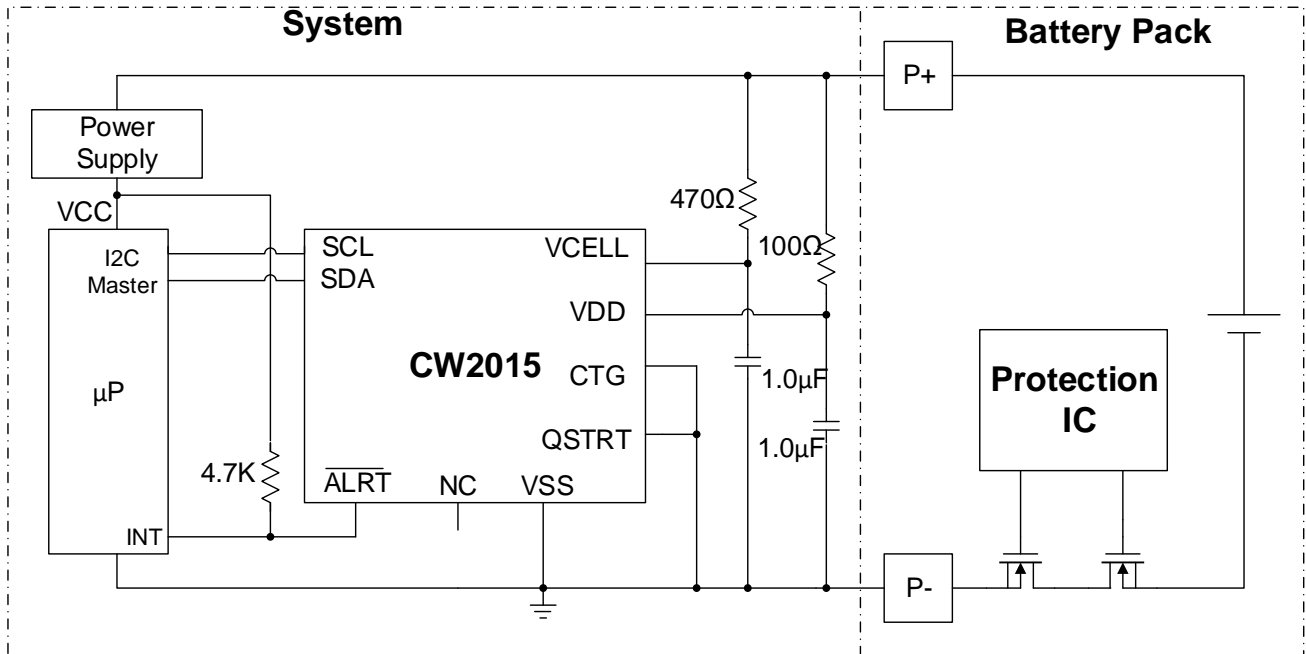 System
Battery Pack
P+
Power
Supply
VCC
470Ω
100Ω
I2C
Master
SCL
SDA
VCELL
VDD
CW2015
CTG
QSTRT
1.0µF
1.0µF
µP
4.7K
ALRT
NC
VSS
INT
Protection
IC
P-